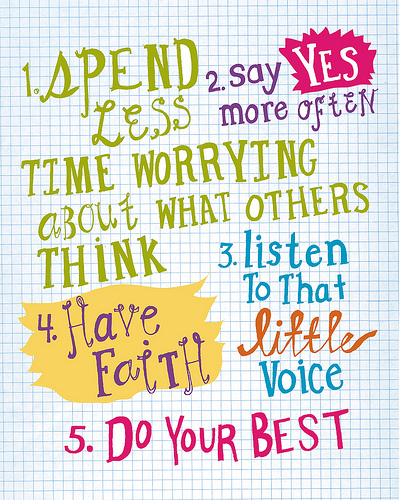 1. SPEND
LESS
TIME WORRYING
aBOUt WHAT OTHERS
THiNK
2. say YES
more OFtEN
3. listen
To That
little
Voice
4. Have
FaiTH
5. DO YOUR BEST